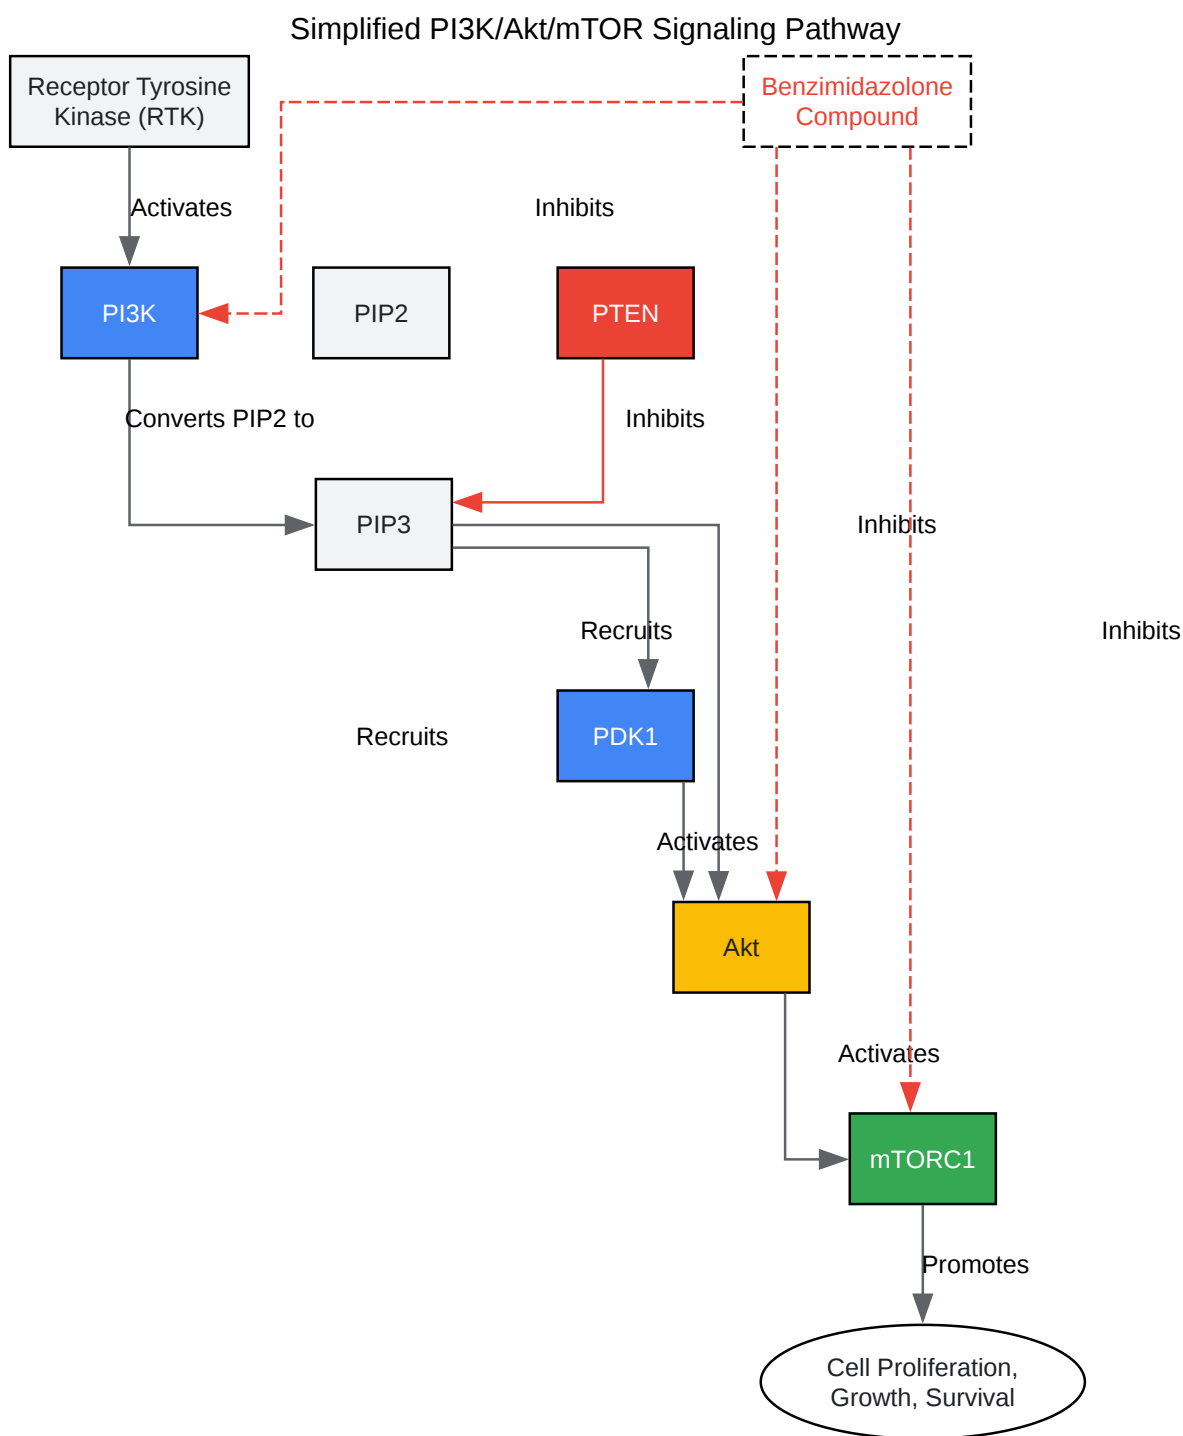 Simplified PI3K/Akt/mTOR Signaling Pathway
Receptor Tyrosine
Kinase (RTK)
Benzimidazolone
Compound
Activates
Inhibits
PI3K
PIP2
PTEN
Converts PIP2 to
Inhibits
PIP3
Inhibits
Recruits
Inhibits
Recruits
PDK1
Activates
Akt
Activates
mTORC1
Promotes
Cell Proliferation,
Growth, Survival